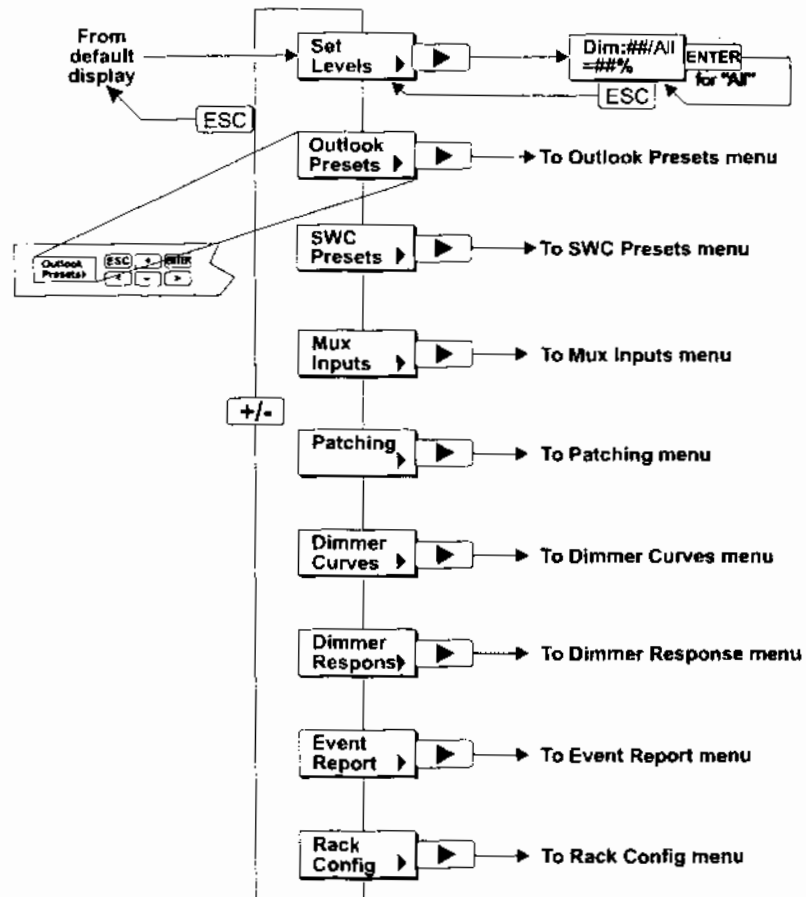 From
default
display
ESC
Set
Levels
Dim:##/All
=##%
ENTER
for "All"
ESC
Outlook
Presets
To Outlook Presets menu
Outlook
Presets
ESC + ENTER
< - >
SWC
Presets
To SWC Presets menu
Mux
Inputs
To Mux Inputs menu
+/-
Patching
To Patching menu
Dimmer
Curves
To Dimmer Curves menu
Dimmer
Respons
To Dimmer Response menu
Event
Report
To Event Report menu
Rack
Config
To Rack Config menu